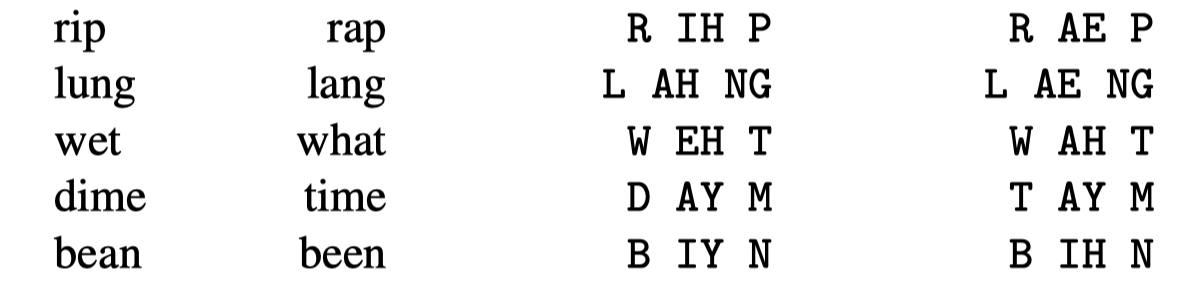 rip rap R IH P R AE P
lung lang L AH NG L AE NG
wet what W EH T W AH T
dime time D AY M T AY M
bean been B IY N B IH N